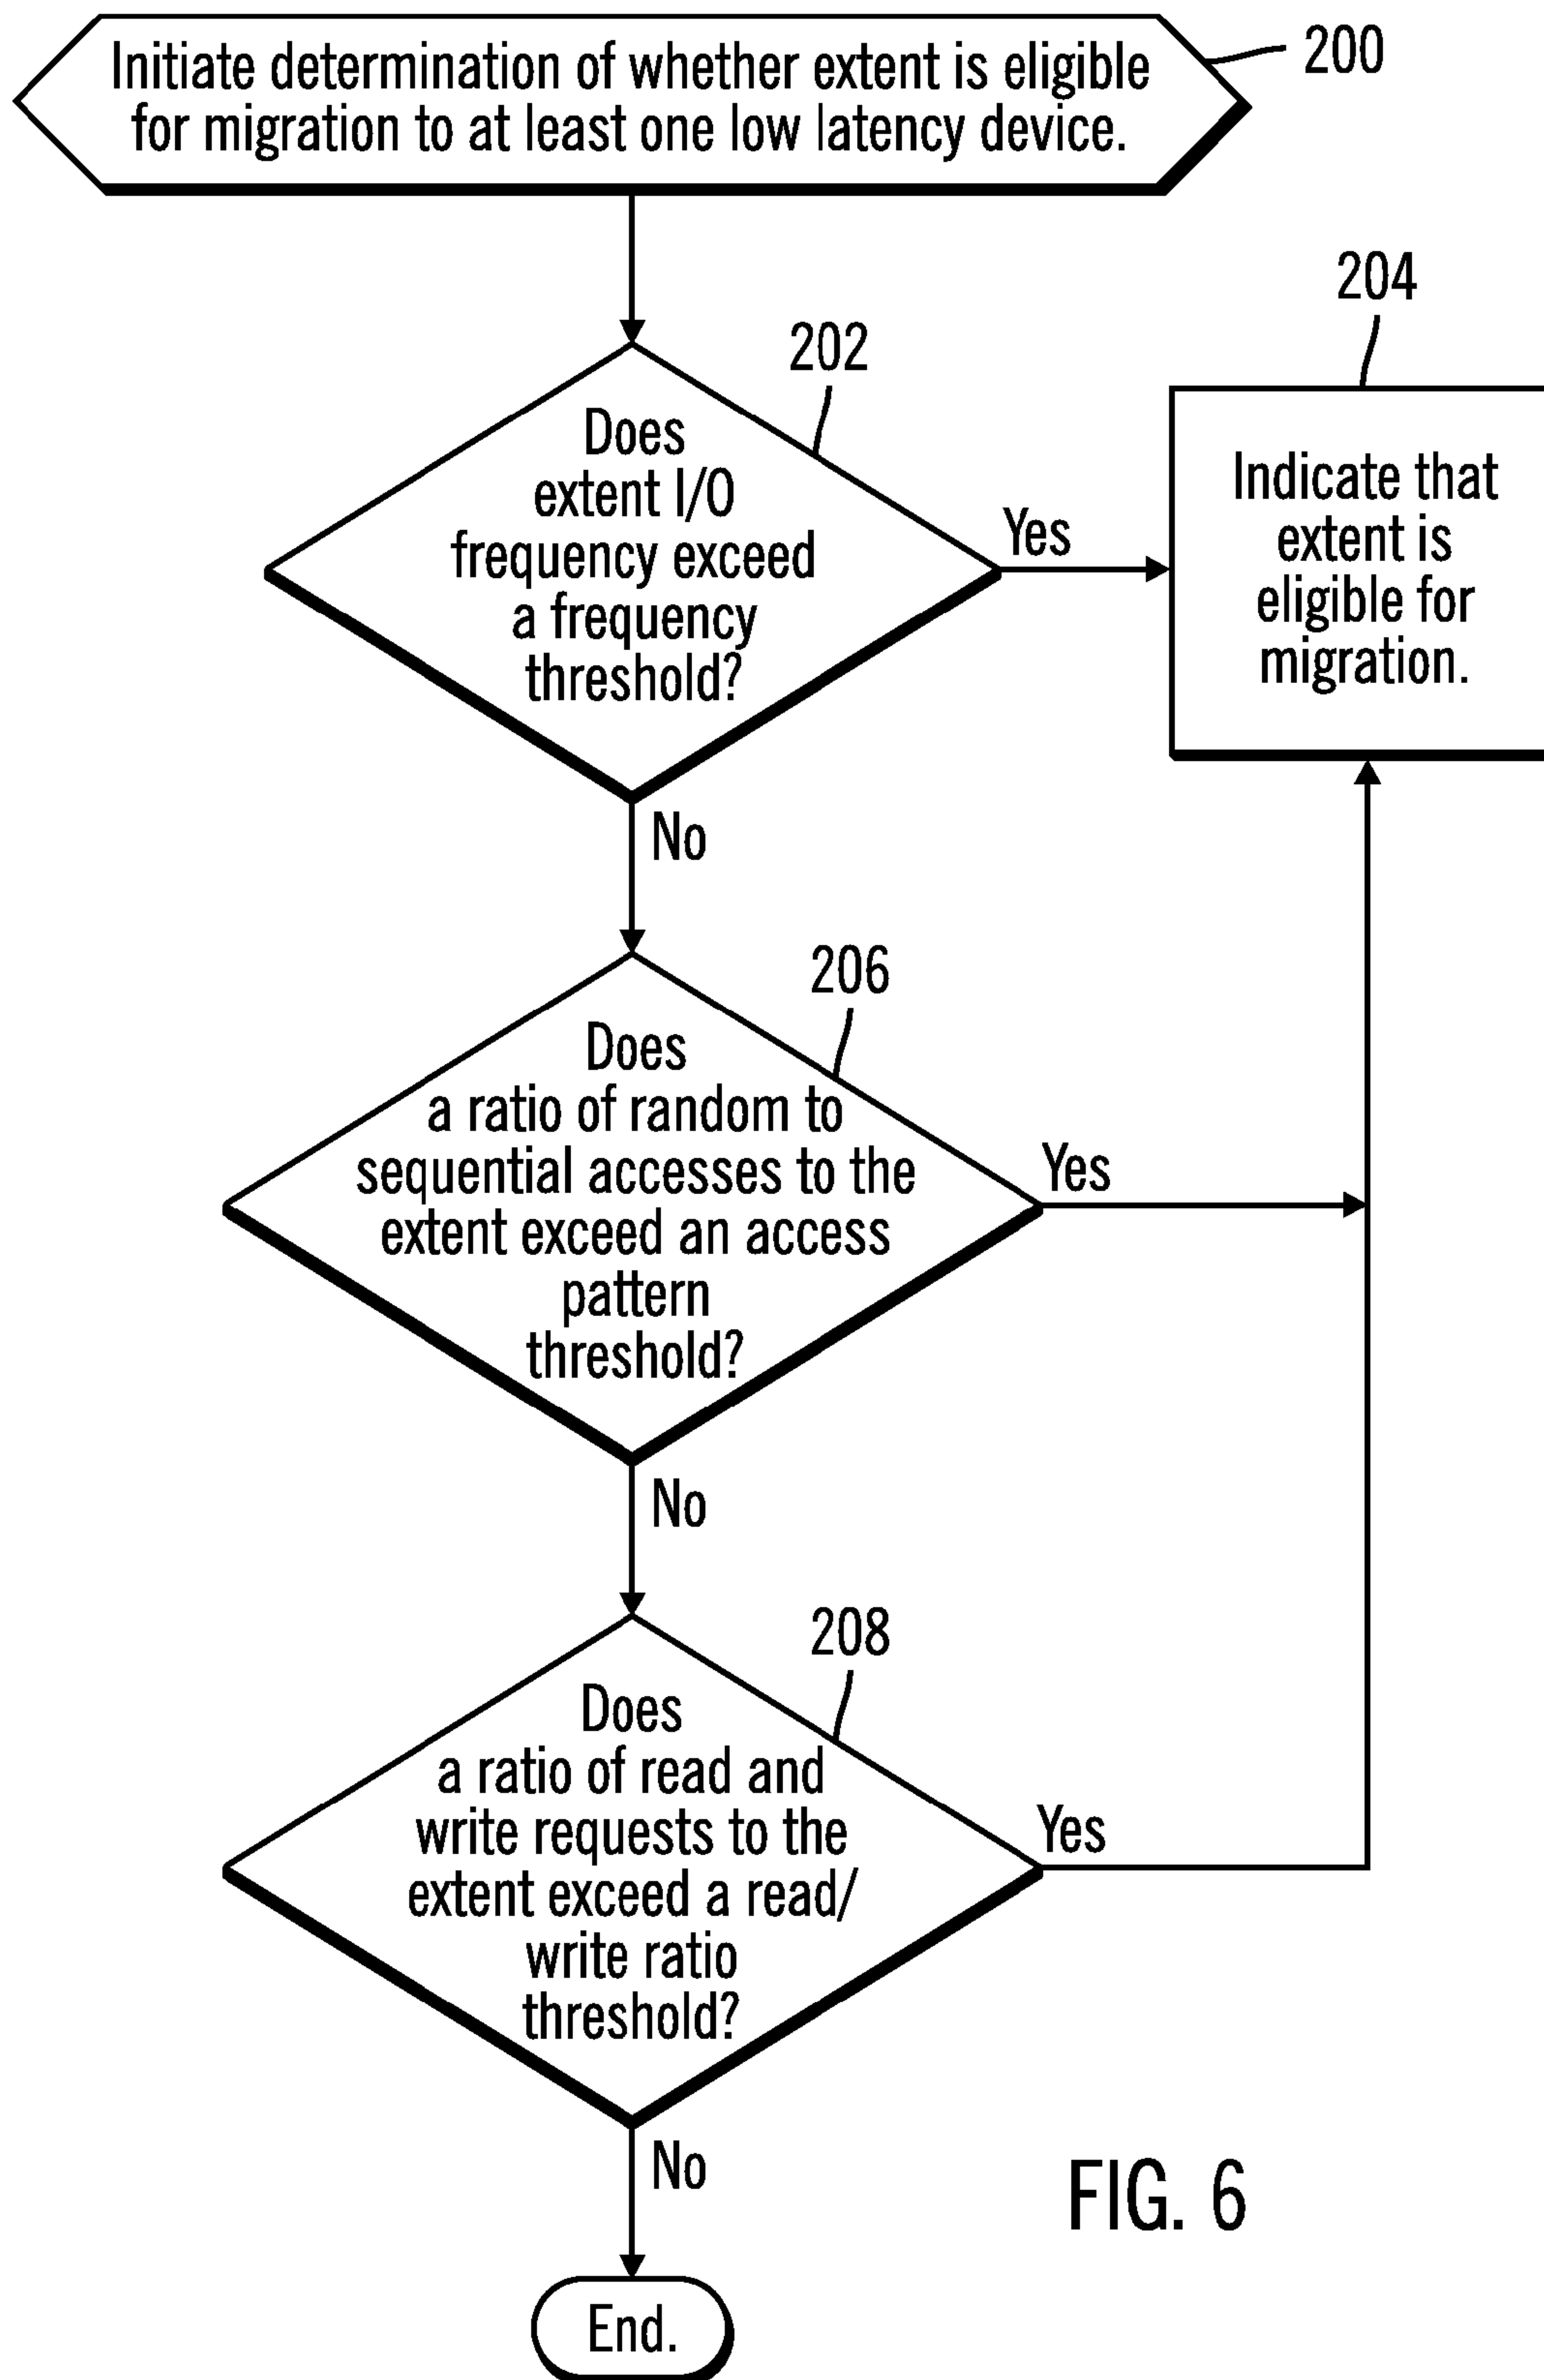 Initiate determination of whether extent is eligible
for migration to at least one low latency device.
200
202
Does
extent I/O
frequency exceed
a frequency
threshold?
Yes
No
204
Indicate that
extent is
eligible for
migration.
206
Does
a ratio of random to
sequential accesses to the
extent exceed an access
pattern
threshold?
Yes
No
208
Does
a ratio of read and
write requests to the
extent exceed a read/
write ratio
threshold?
Yes
No
End.
FIG. 6